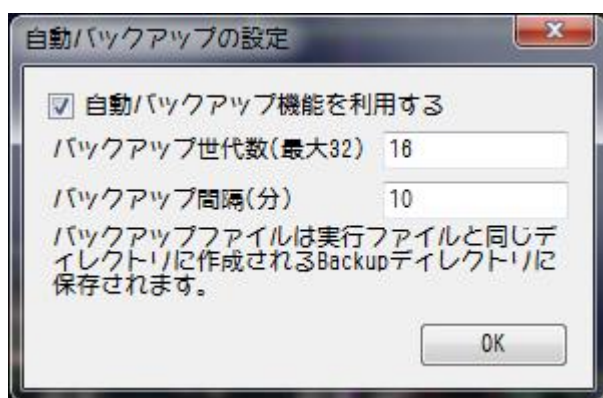 自動バックアップの設定
自動バックアップ機能を利用する
バックアップ世代数(最大32) 16
バックアップ間隔(分) 10
バックアップファイルは実行ファイルと同じデ
ィレクトリに作成されるBackupディレクトリに
保存されます。
OK